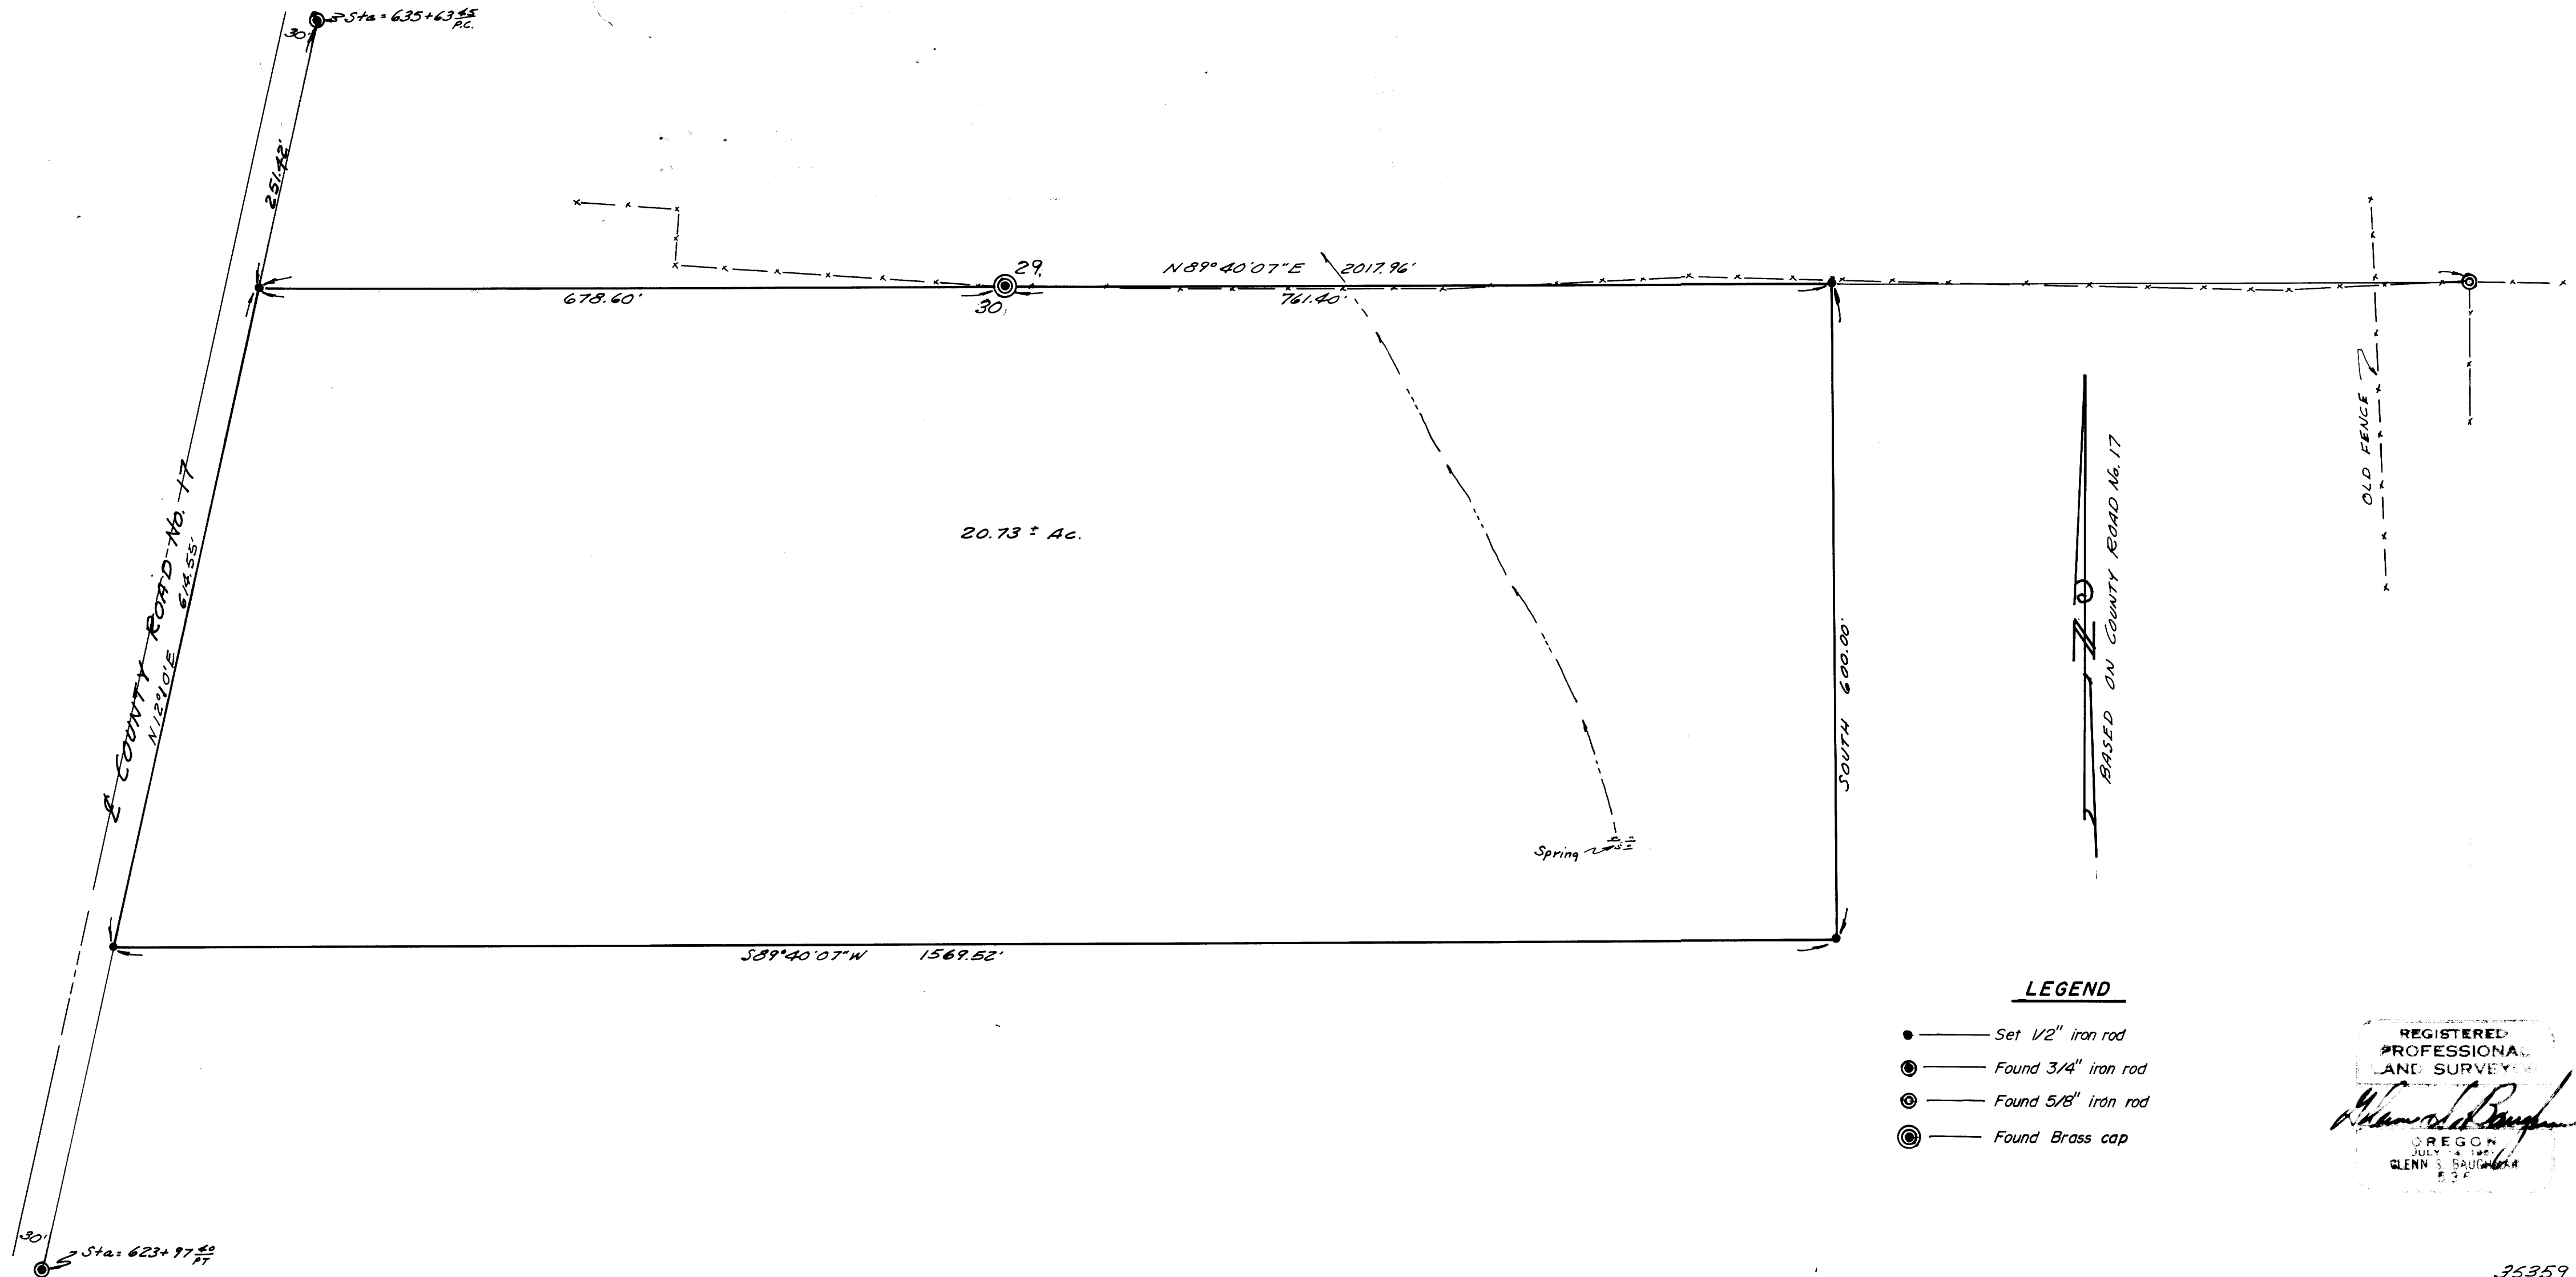 Sta = 635+63 45
P.C.
30'
251.42'
29
N89°40'07"E 2017.96'
678.60'
30
761.40'
OLD FENCE
℄ COUNTY ROAD No. 17
N12°10'E 614.55'
20.73 ± Ac.
SOUTH 600.00'
N
BASED ON COUNTY ROAD No. 17
Spring
S89°40'07"W 1569.52'
LEGEND
Set 1/2" iron rod
Found 3/4" iron rod
Found 5/8" iron rod
Found Brass cap
REGISTERED
PROFESSIONAL
LAND SURVEYOR
OREGON
JULY
GLENN BAUGHMAN
30'
Sta = 623+97 40
PT
35359